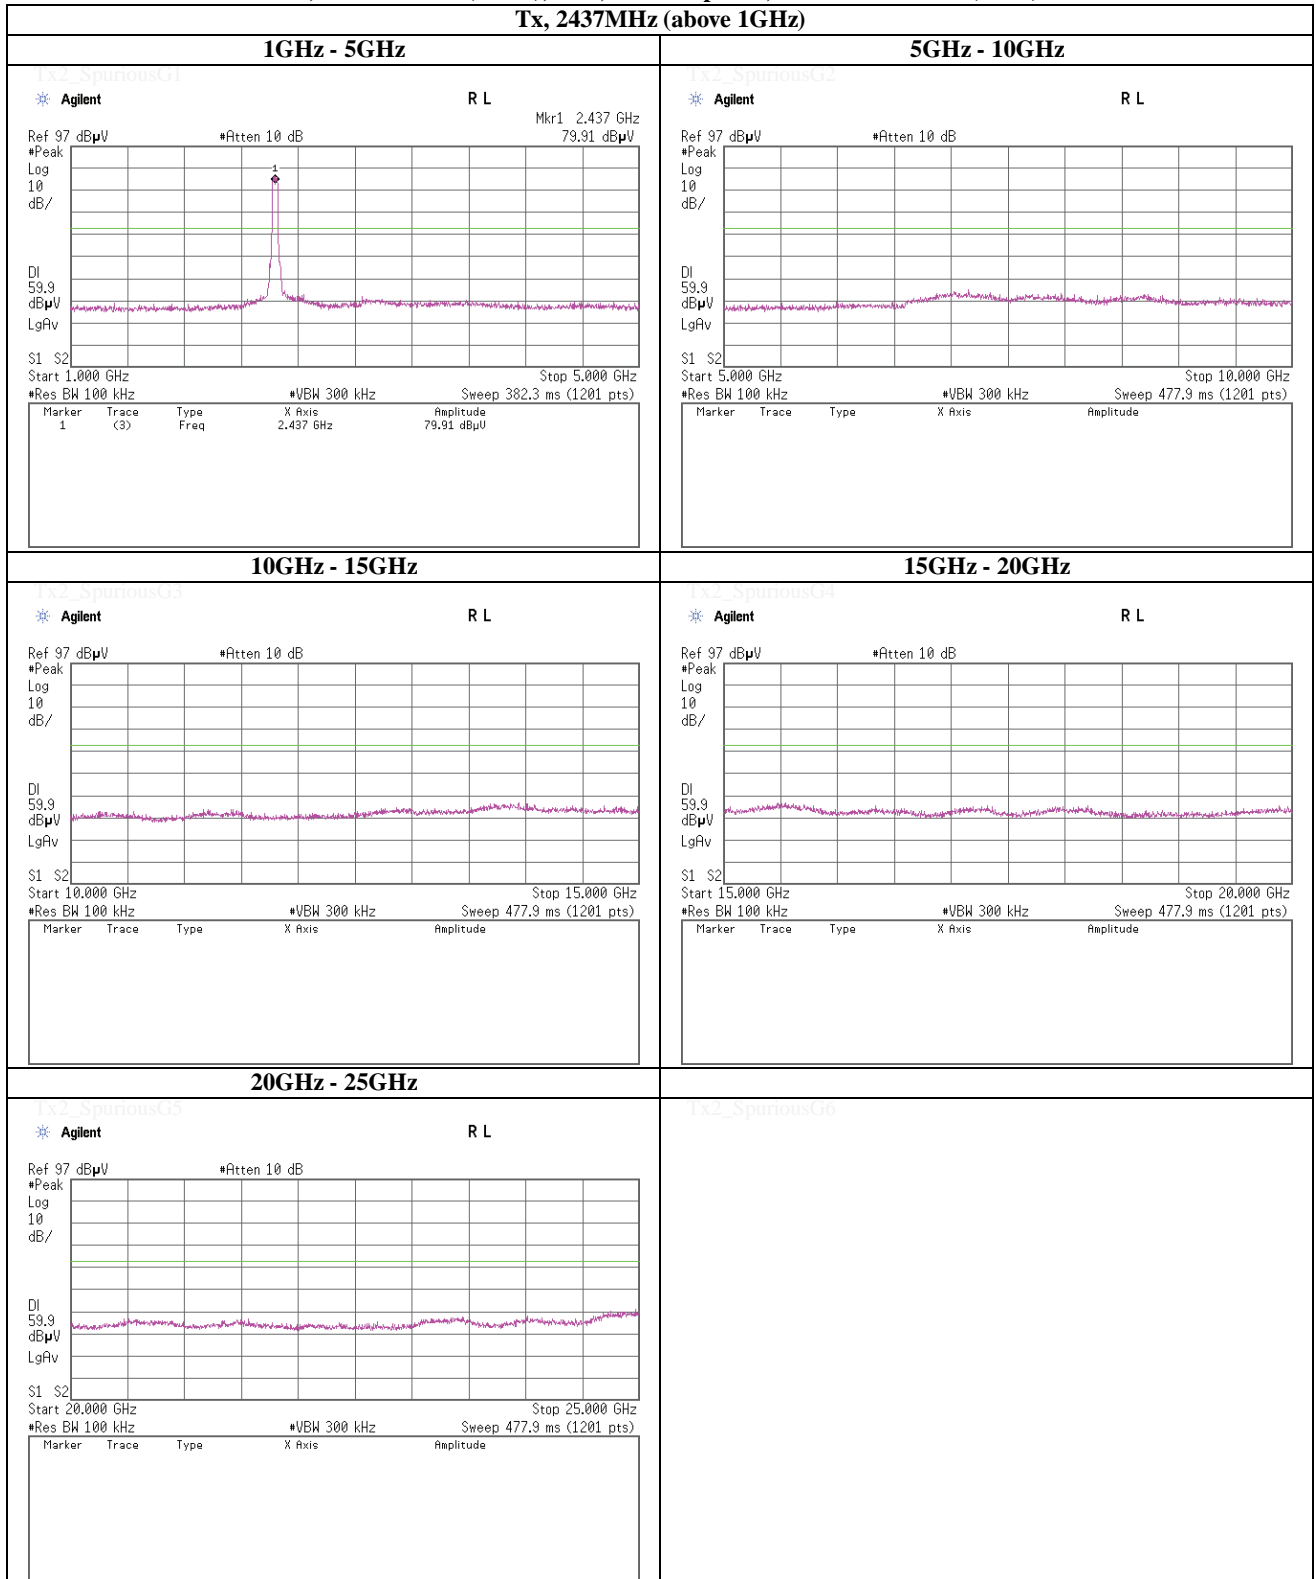 Tx, 2437MHz (above 1GHz)
1GHz - 5GHz
5GHz - 10GHz
Tx2_SpuriousG1
Agilent
R L
Mkr1 2.437 GHz
Ref 97 dBµV
#Atten 10 dB
79.91 dBµV
#Peak
Log
10
dB/
1
DI
59.9
dBµV
LgAv
S1 S2
Start 1.000 GHz
Stop 5.000 GHz
#Res BW 100 kHz
#VBW 300 kHz
Sweep 382.3 ms (1201 pts)
Marker Trace Type X Axis Amplitude
1 (3) Freq 2.437 GHz 79.91 dBµV
Tx2_SpuriousG2
Agilent
R L
Ref 97 dBµV
#Atten 10 dB
#Peak
Log
10
dB/
DI
59.9
dBµV
LgAv
S1 S2
Start 5.000 GHz
Stop 10.000 GHz
#Res BW 100 kHz
#VBW 300 kHz
Sweep 477.9 ms (1201 pts)
Marker Trace Type X Axis Amplitude
10GHz - 15GHz
15GHz - 20GHz
Tx2_SpuriousG3
Agilent
R L
Ref 97 dBµV
#Atten 10 dB
#Peak
Log
10
dB/
DI
59.9
dBµV
LgAv
S1 S2
Start 10.000 GHz
Stop 15.000 GHz
#Res BW 100 kHz
#VBW 300 kHz
Sweep 477.9 ms (1201 pts)
Marker Trace Type X Axis Amplitude
Tx2_SpuriousG4
Agilent
R L
Ref 97 dBµV
#Atten 10 dB
#Peak
Log
10
dB/
DI
59.9
dBµV
LgAv
S1 S2
Start 15.000 GHz
Stop 20.000 GHz
#Res BW 100 kHz
#VBW 300 kHz
Sweep 477.9 ms (1201 pts)
Marker Trace Type X Axis Amplitude
20GHz - 25GHz
Tx2_SpuriousG5
Agilent
R L
Ref 97 dBµV
#Atten 10 dB
#Peak
Log
10
dB/
DI
59.9
dBµV
LgAv
S1 S2
Start 20.000 GHz
Stop 25.000 GHz
#Res BW 100 kHz
#VBW 300 kHz
Sweep 477.9 ms (1201 pts)
Marker Trace Type X Axis Amplitude
Tx2_SpuriousG6